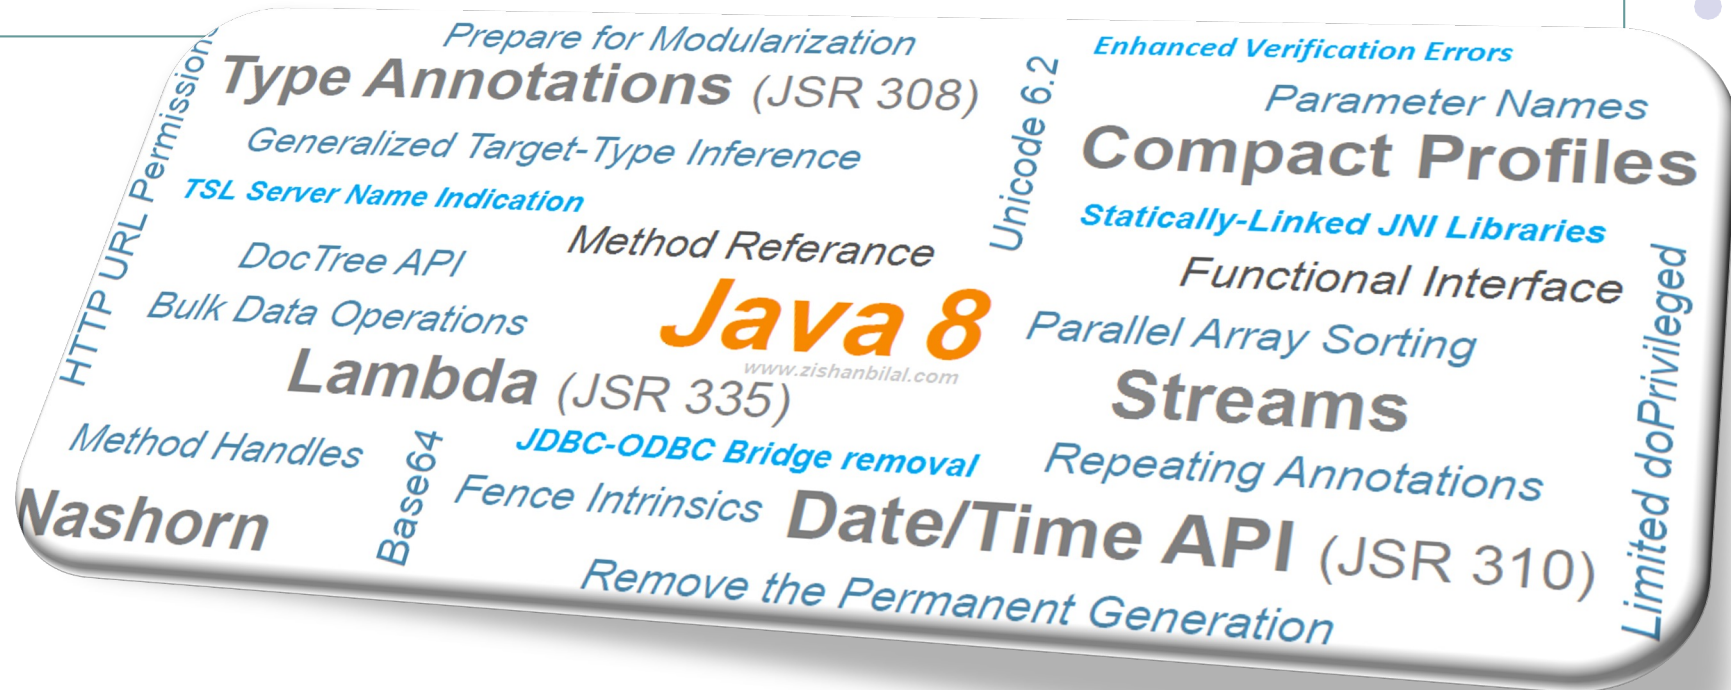 Prepare for Modularization
Enhanced Verification Errors
Type Annotations (JSR 308)
Parameter Names
HTTP URL Permissions
Unicode 6.2
Generalized Target-Type Inference
Compact Profiles
TSL Server Name Indication
Statically-Linked JNI Libraries
Method Referance
DocTree API
Functional Interface
Bulk Data Operations
Java 8
Parallel Array Sorting
www.zishanbilal.com
Lambda (JSR 335)
Streams
Limited doPrivileged
Method Handles
Base64
JDBC-ODBC Bridge removal
Repeating Annotations
Fence Intrinsics
Nashorn
Date/Time API (JSR 310)
Remove the Permanent Generation